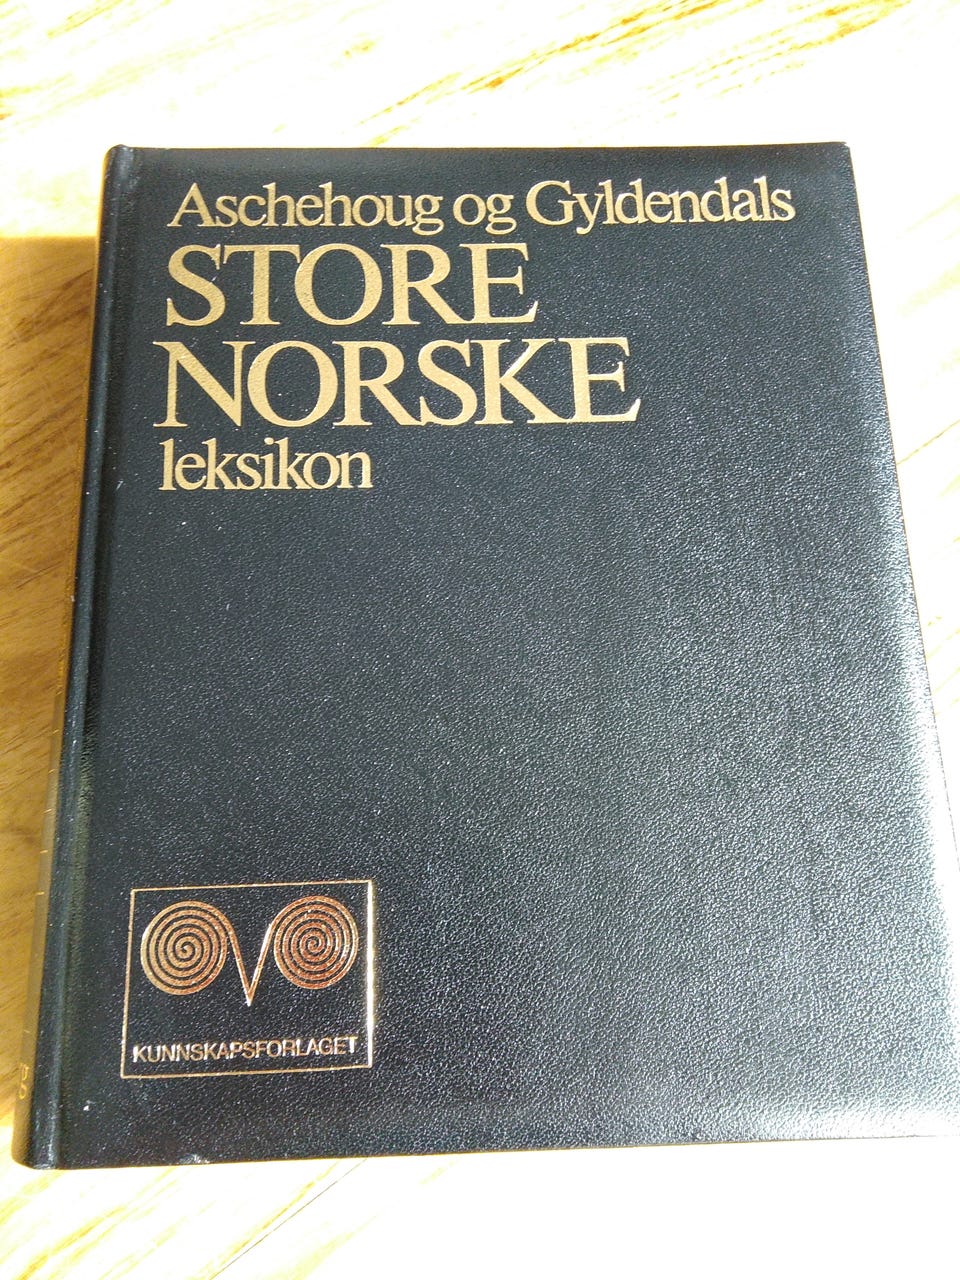 Aschehoug og Gyldendals
STORE
NORSKE
leksikon
KUNNSKAPSFORLAGET